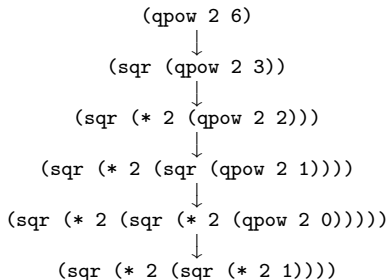 (qpow 2 6)
(sqr (qpow 2 3))
(sqr (* 2 (qpow 2 2)))
(sqr (* 2 (sqr (qpow 2 1))))
(sqr (* 2 (sqr (* 2 (qpow 2 0)))))
(sqr (* 2 (sqr (* 2 1))))